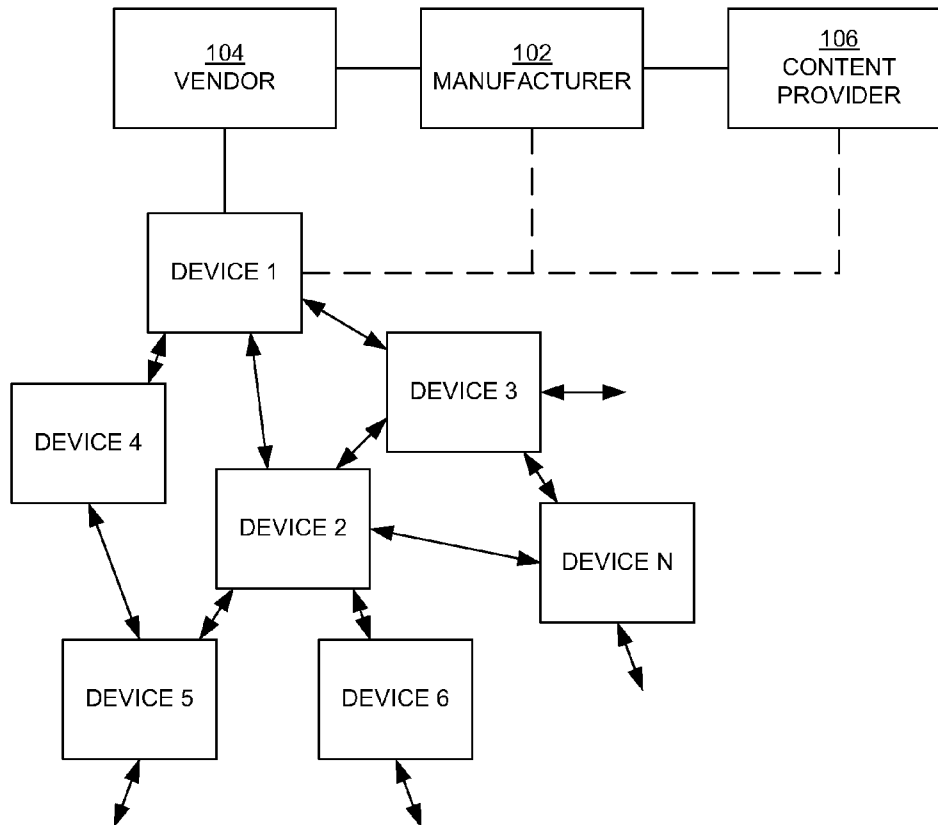 104
VENDOR
102
MANUFACTURER
106
CONTENT
PROVIDER
DEVICE 1
DEVICE 3
DEVICE 4
DEVICE 2
DEVICE N
DEVICE 5
DEVICE 6